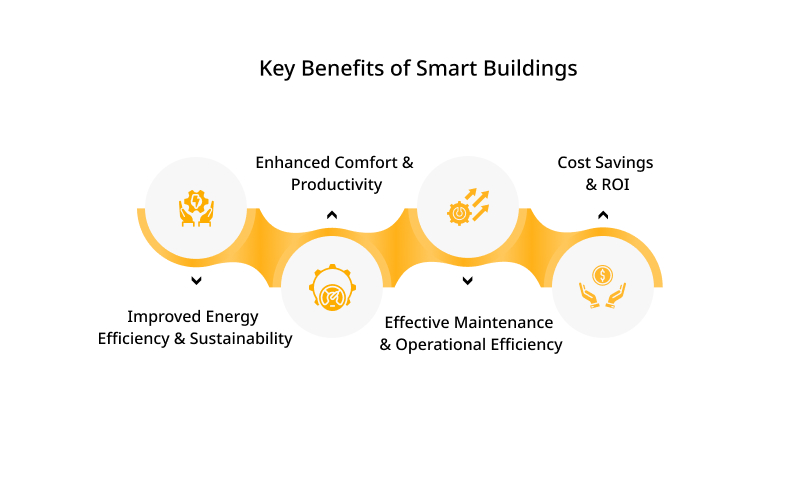 Key Benefits of Smart Buildings
Improved Energy
Efficiency & Sustainability
Enhanced Comfort &
Productivity
Effective Maintenance
& Operational Efficiency
Cost Savings
& ROI